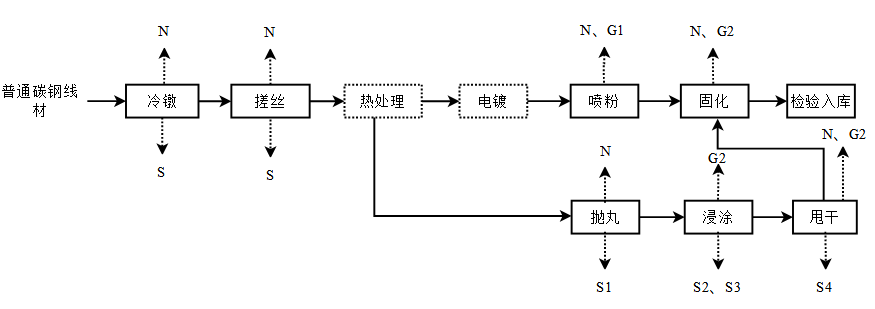 N
N
N、G1
N、G2
普通碳钢线
材
冷镦
搓丝
热处理
电镀
喷粉
固化
检验入库
S
S
N
G2
N、G2
抛丸
浸涂
甩干
S1
S2、S3
S4